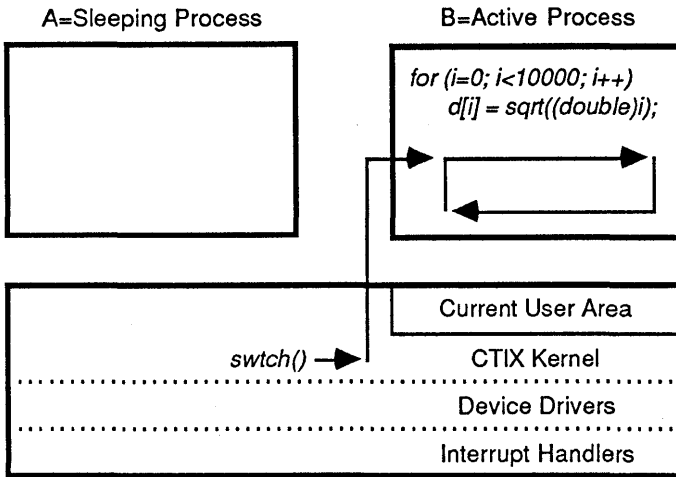 A=Sleeping Process
B=Active Process
for (i=0; i<10000; i++)
d[i] = sqrt((double)i);
Current User Area
swtch()
CTIX Kernel
Device Drivers
Interrupt Handlers